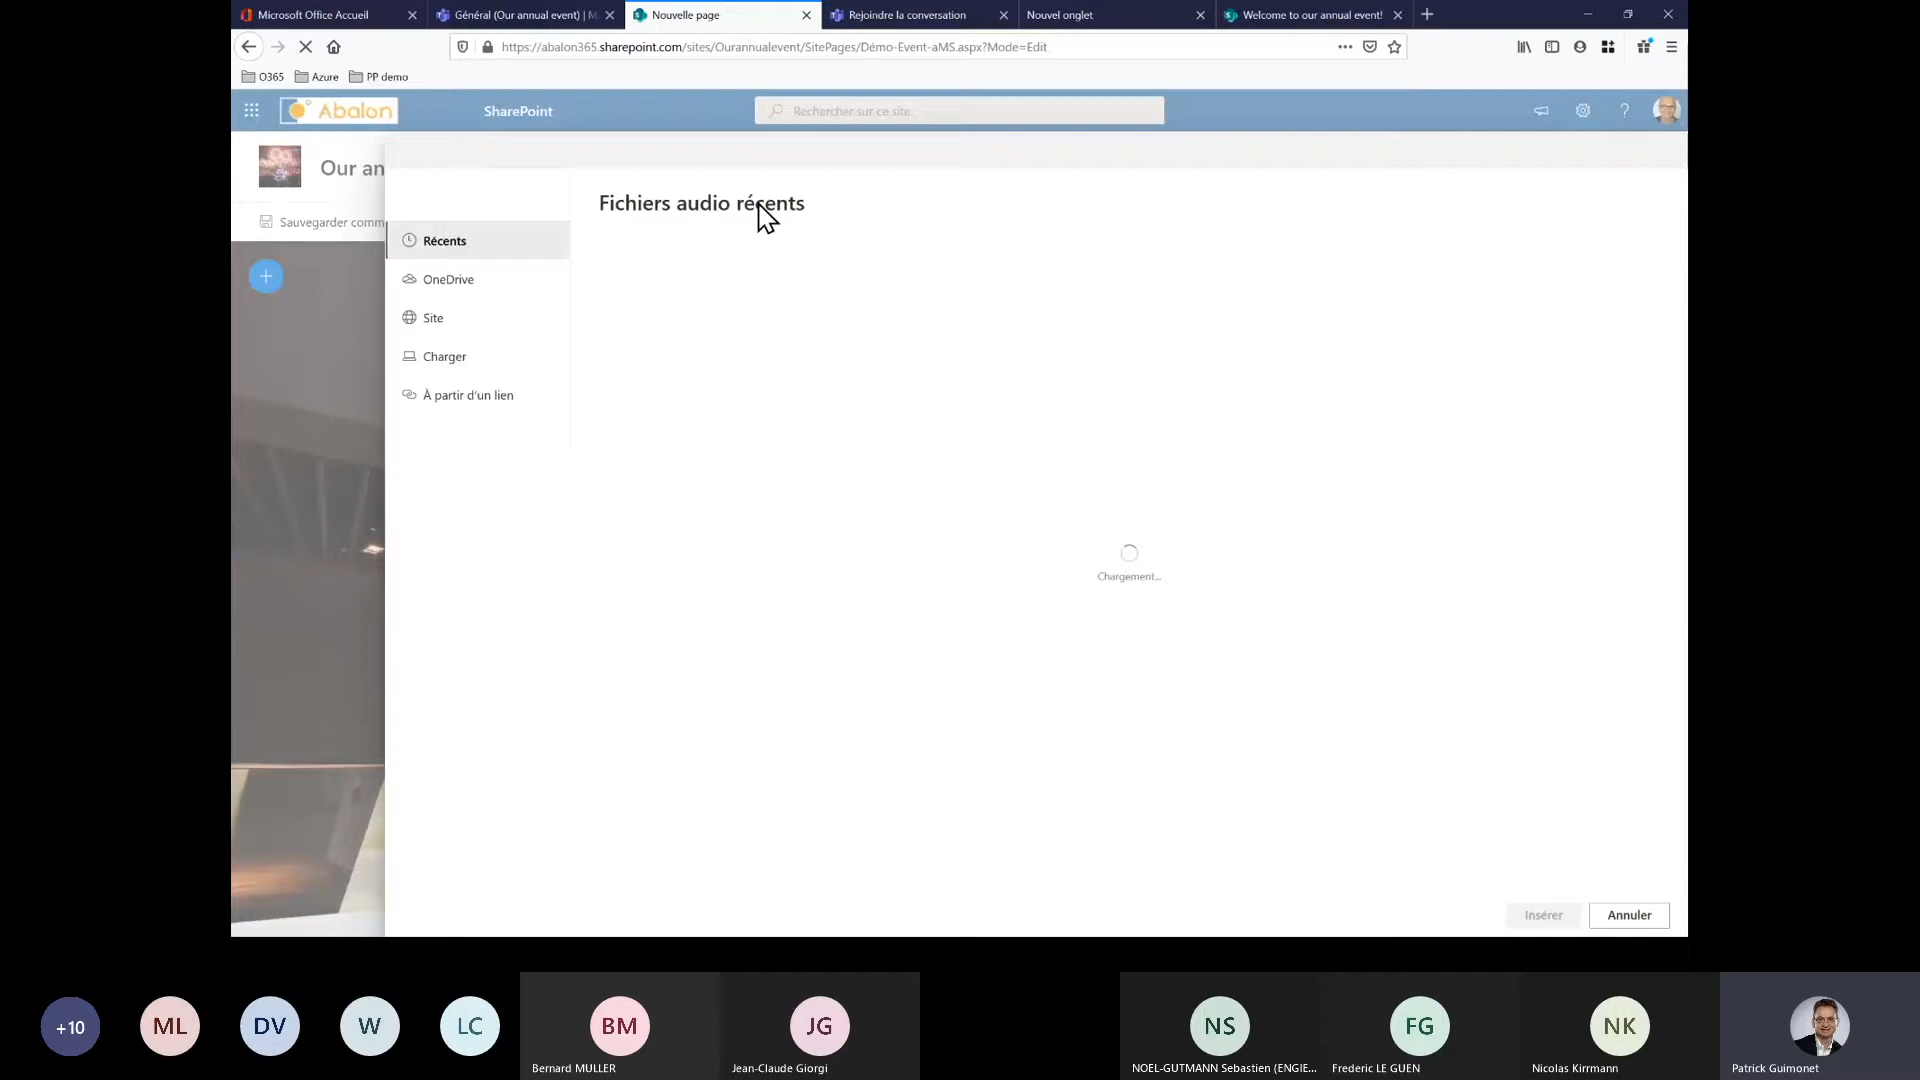 Microsoft Office Accueil
Général (Our annual event) | M
Nouvelle page
Rejoindre la conversation
Nouvel onglet
Welcome to our annual event!
https://abalon365.sharepoint.com/sites/Ourannualevent/SitePages/Démo-Event-aMS.aspx?Mode=Edit
O365
Azure
PP demo
Abalon
SharePoint
Rechercher sur ce site
Our an
Sauvegarder comm
Fichiers audio récents
Récents
OneDrive
Site
Charger
À partir d'un lien
Chargement...
Insérer
Annuler
+10
ML
DV
W
LC
BM
JG
NS
FG
NK
Bernard MULLER
Jean-Claude Giorgi
NOEL-GUTMANN Sebastien (ENGIE...
Frederic LE GUEN
Nicolas Kirrmann
Patrick Guimonet